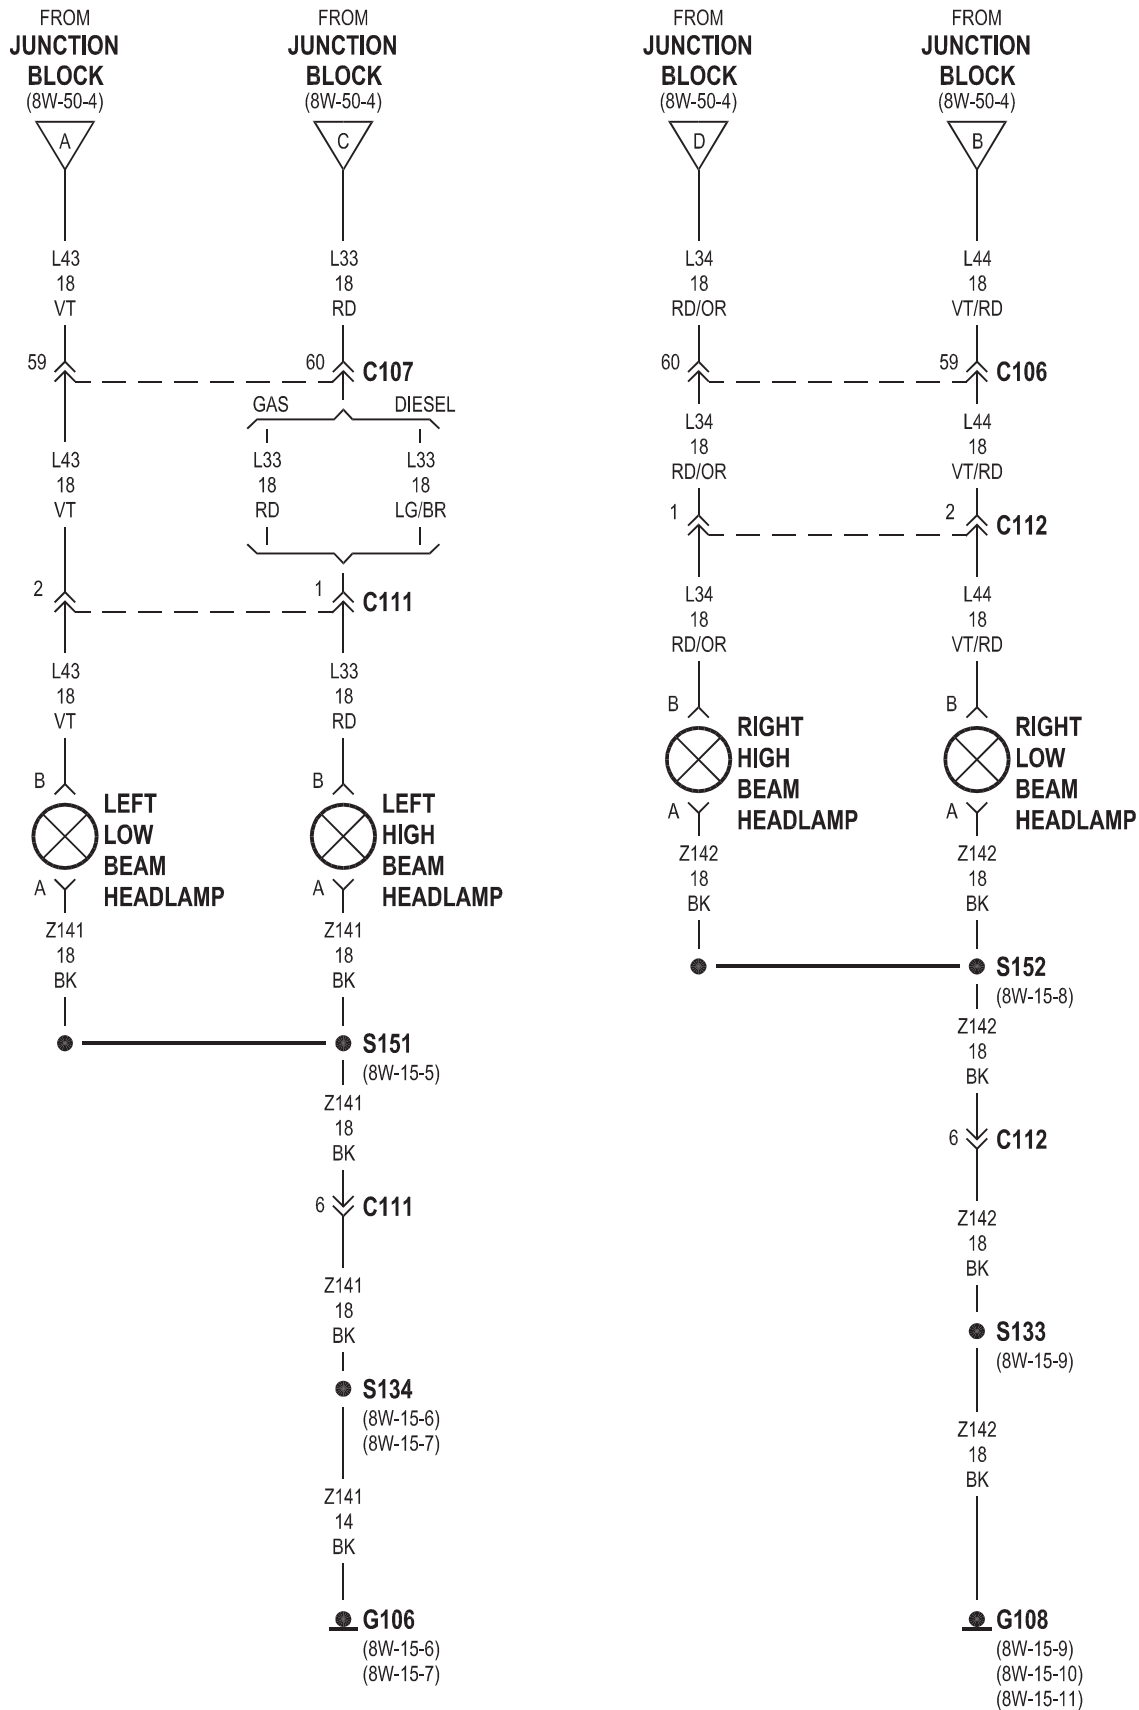 FROM
JUNCTION
BLOCK
(8W-50-4)
A
L43
18
VT
59
L43
18
VT
2
L43
18
VT
B
LEFT
LOW
BEAM
HEADLAMP
A
Z141
18
BK
FROM
JUNCTION
BLOCK
(8W-50-4)
C
L33
18
RD
60
C107
GAS
DIESEL
L33
18
RD
L33
18
LG/BR
1
C111
L33
18
RD
B
LEFT
HIGH
BEAM
HEADLAMP
A
Z141
18
BK
S151
(8W-15-5)
Z141
18
BK
6
C111
Z141
18
BK
S134
(8W-15-6)
(8W-15-7)
Z141
14
BK
G106
(8W-15-6)
(8W-15-7)
FROM
JUNCTION
BLOCK
(8W-50-4)
D
L34
18
RD/OR
60
L34
18
RD/OR
1
L34
18
RD/OR
B
RIGHT
HIGH
BEAM
HEADLAMP
A
Z142
18
BK
FROM
JUNCTION
BLOCK
(8W-50-4)
B
L44
18
VT/RD
59
C106
L44
18
VT/RD
2
C112
L44
18
VT/RD
B
RIGHT
LOW
BEAM
HEADLAMP
A
Z142
18
BK
S152
(8W-15-8)
Z142
18
BK
6
C112
Z142
18
BK
S133
(8W-15-9)
Z142
18
BK
G108
(8W-15-9)
(8W-15-10)
(8W-15-11)